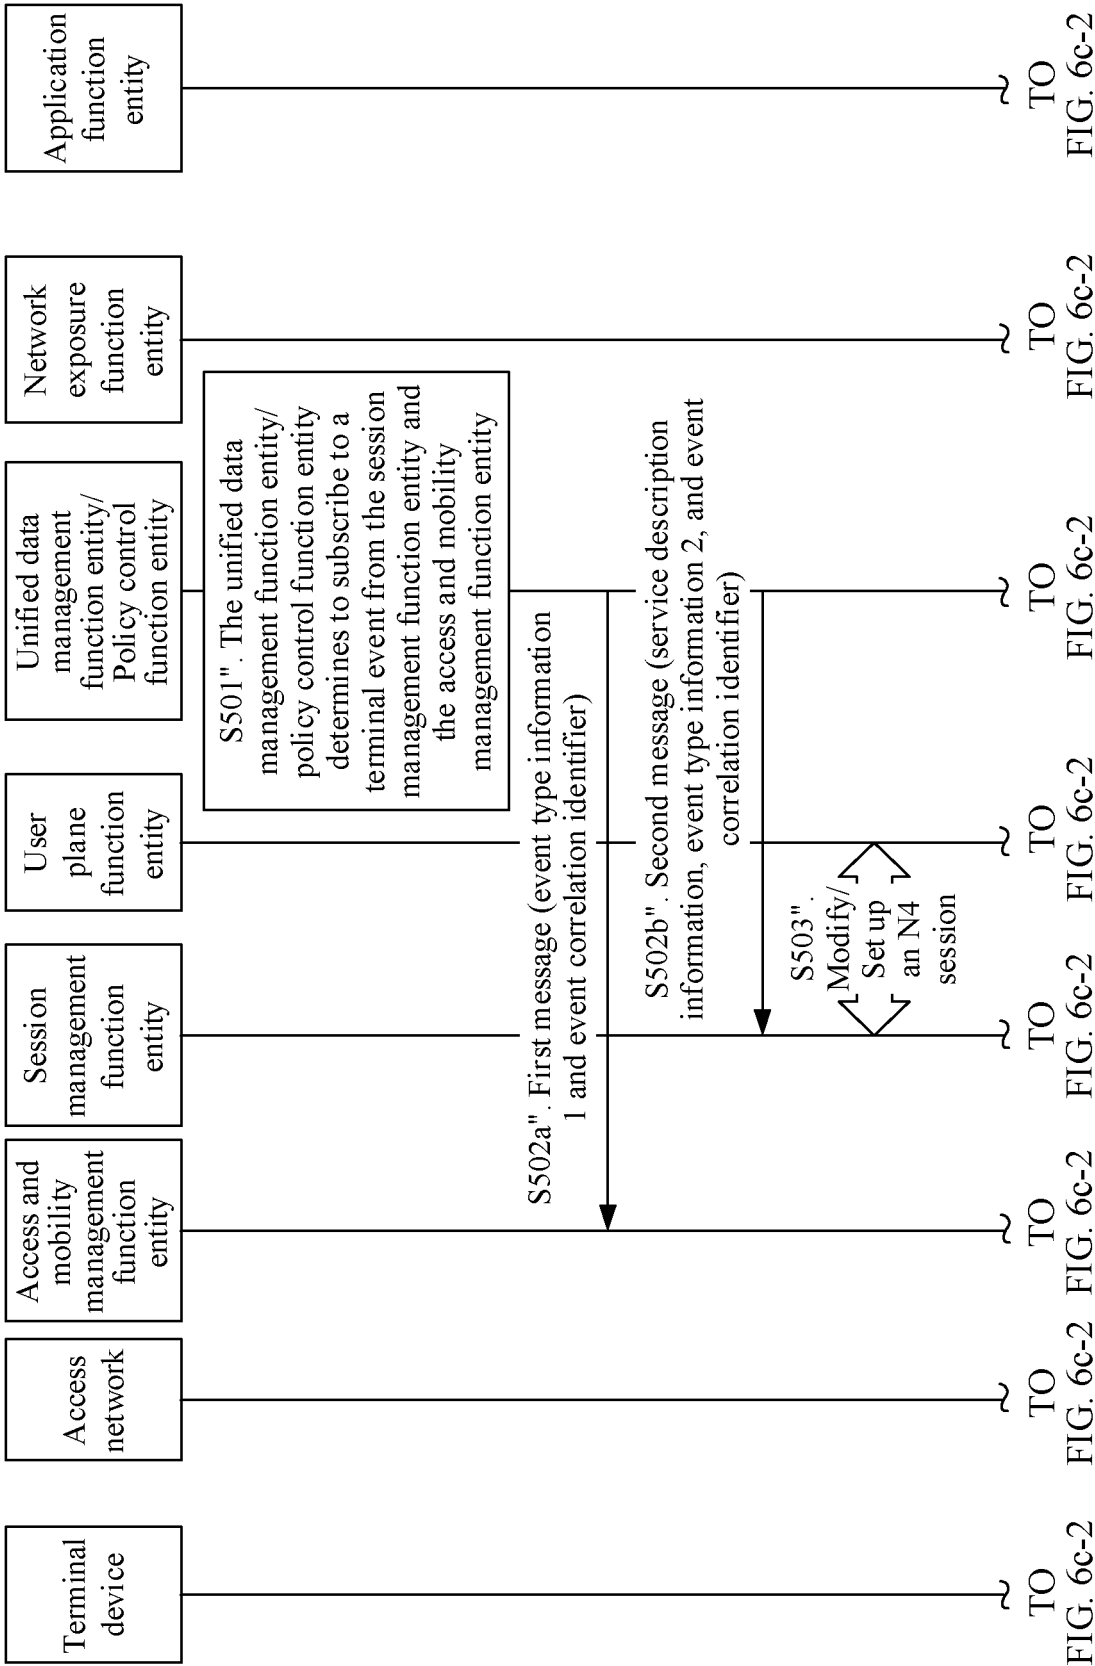 Terminal
device
Access
network
Access and
mobility
management
function
entity
Session
management
function
entity
User
plane
function
entity
Unified data
management
function entity/
Policy control
function entity
Network
exposure
function
entity
Application
function
entity
S501". The unified data
management function entity/
policy control function entity
determines to subscribe to a
terminal event from the session
management function entity and
the access and mobility
management function entity
S502a". First message (event type information
1 and event correlation identifier)
S502b". Second message (service description
information, event type information 2, and event
correlation identifier)
S503".
Modify/
Set up
an N4
session
TO
FIG. 6c-2
TO
FIG. 6c-2
TO
FIG. 6c-2
TO
FIG. 6c-2
TO
FIG. 6c-2
TO
FIG. 6c-2
TO
FIG. 6c-2
TO
FIG. 6c-2